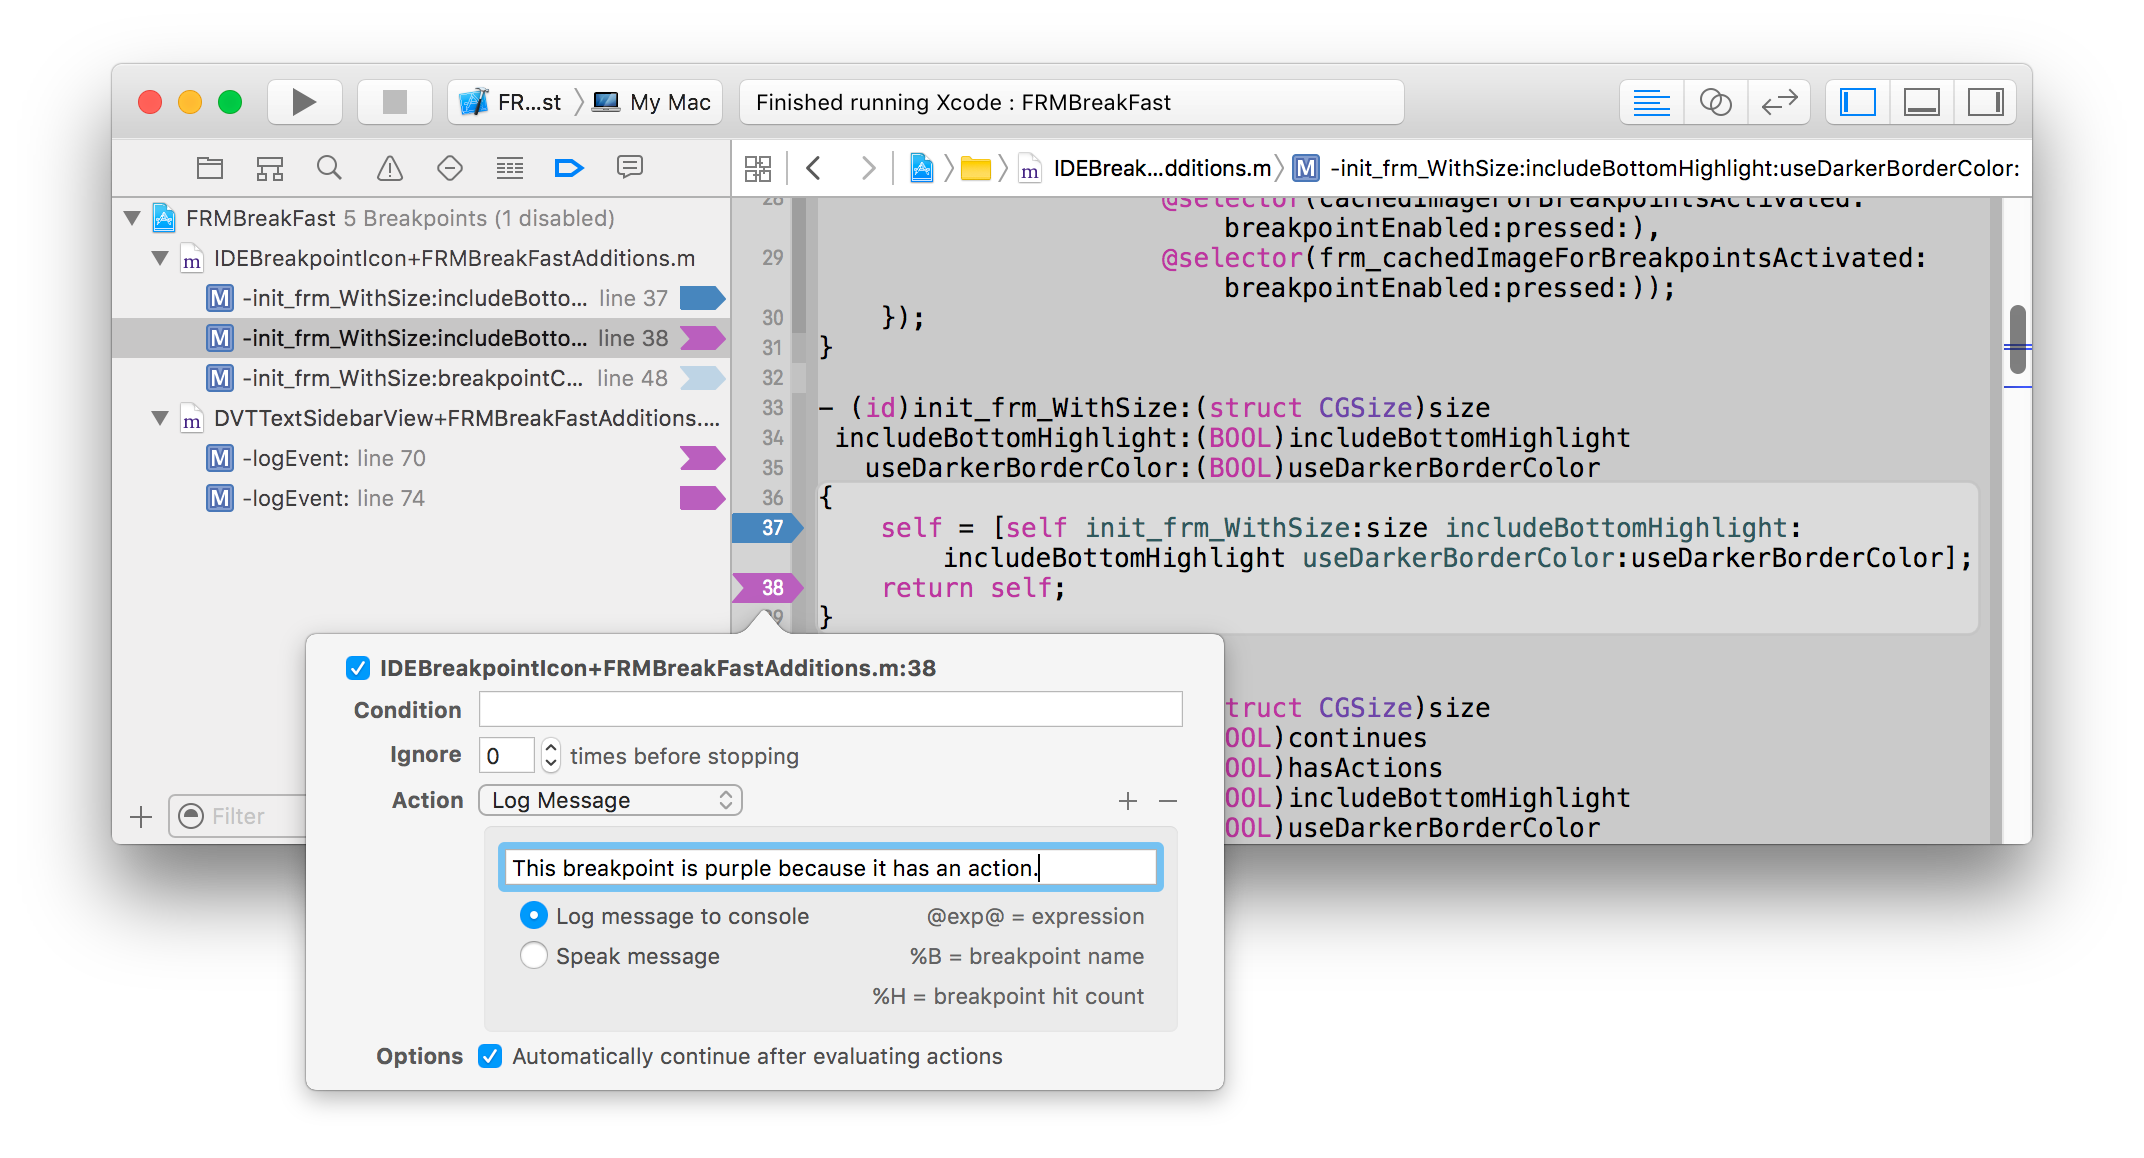 FR...st
My Mac
Finished running Xcode : FRMBreakFast
IDEBreak...dditions.m
M -init_frm_WithSize:includeBottomHighlight:useDarkerBorderColor:
FRMBreakFast 5 Breakpoints (1 disabled)
m IDEBreakpointIcon+FRMBreakFastAdditions.m
M -init_frm_WithSize:includeBotto... line 37
M -init_frm_WithSize:includeBotto... line 38
M -init_frm_WithSize:breakpointC... line 48
m DVTTextSidebarView+FRMBreakFastAdditions....
M -logEvent: line 70
M -logEvent: line 74
Filter
28 @selector(cachedImageForBreakpointsActivated:
breakpointEnabled:pressed:),
29 @selector(frm_cachedImageForBreakpointsActivated:
breakpointEnabled:pressed:));
30 });
31 }
32
33 - (id)init_frm_WithSize:(struct CGSize)size
34 includeBottomHighlight:(BOOL)includeBottomHighlight
35 useDarkerBorderColor:(BOOL)useDarkerBorderColor
36 {
37 self = [self init_frm_WithSize:size includeBottomHighlight:
includeBottomHighlight useDarkerBorderColor:useDarkerBorderColor];
38 return self;
}
truct CGSize)size
OOL)continues
OOL)hasActions
OOL)includeBottomHighlight
OOL)useDarkerBorderColor
IDEBreakpointIcon+FRMBreakFastAdditions.m:38
Condition
Ignore 0 times before stopping
Action Log Message
This breakpoint is purple because it has an action.
Log message to console @exp@ = expression
Speak message %B = breakpoint name
%H = breakpoint hit count
Options Automatically continue after evaluating actions